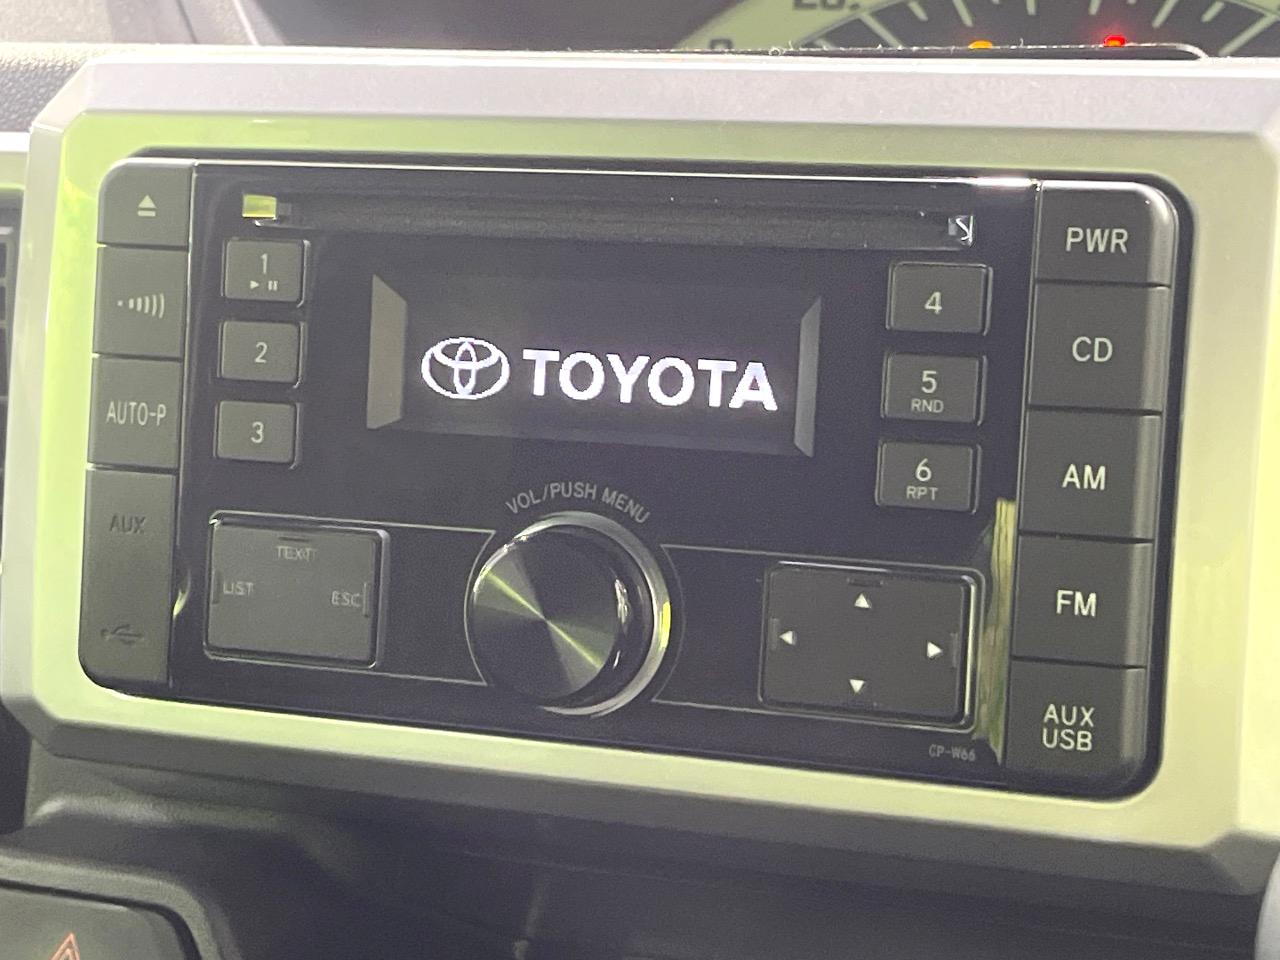 20.
PWR
1
4
CD
2
TOYOTA
5
RND
AUTO-P
3
AM
6
RPT
VOL/PUSH MENU
AUX
TEXT
LIST
ESC
FM
AUX
USB
CP-W66